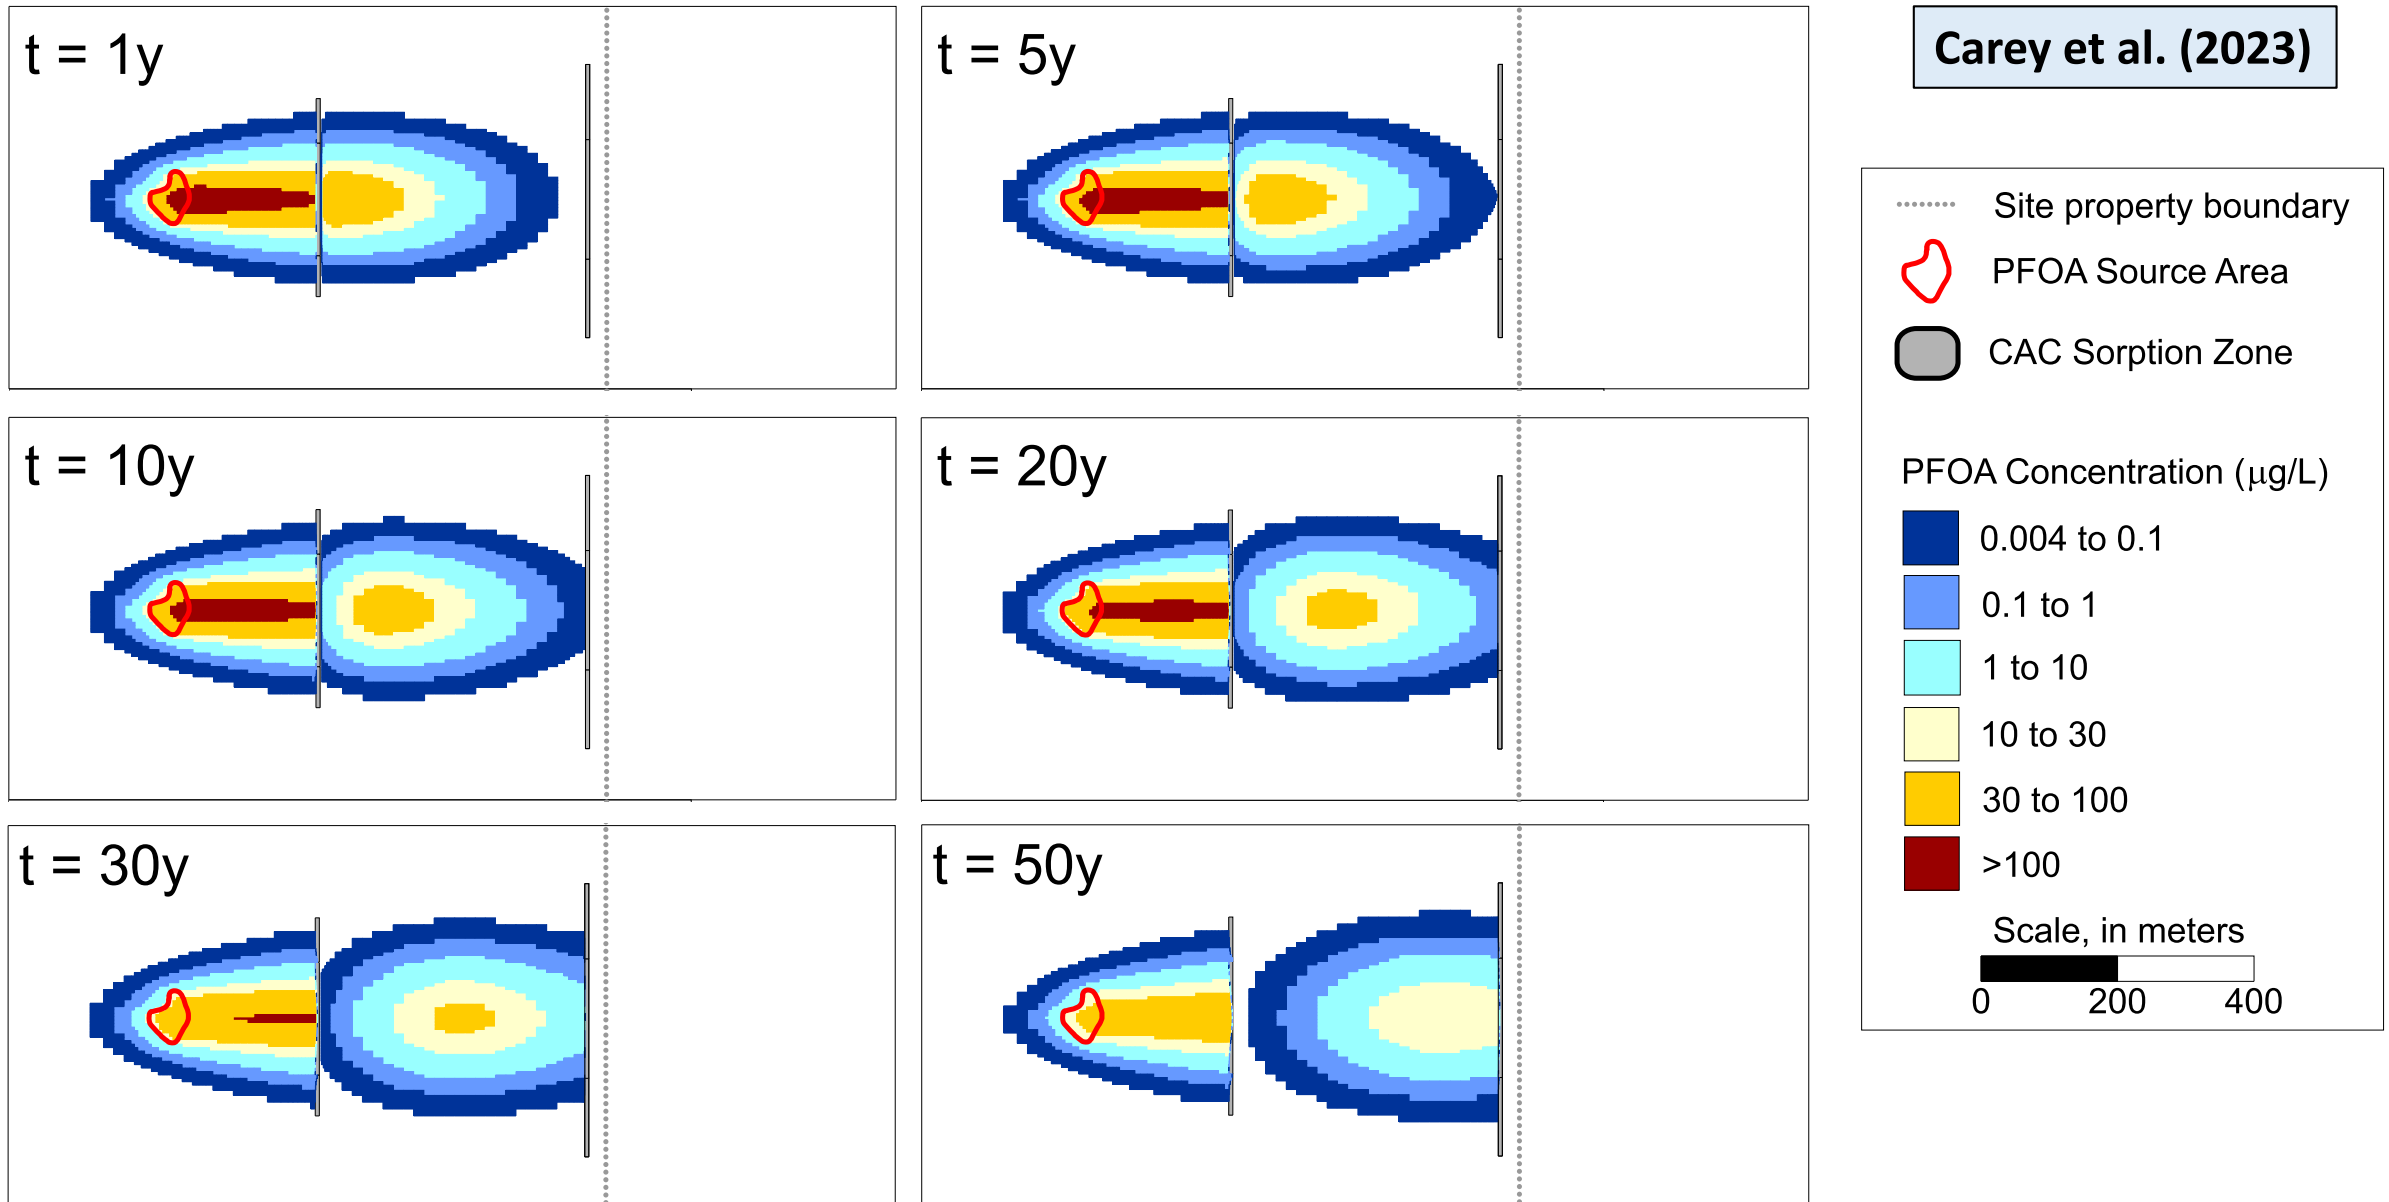 t = 1y
t = 5y
t = 10y
t = 20y
t = 30y
t = 50y
Carey et al. (2023)
Site property boundary
PFOA Source Area
CAC Sorption Zone
PFOA Concentration (μg/L)
0.004 to 0.1
0.1 to 1
1 to 10
10 to 30
30 to 100
>100
Scale, in meters
0 200 400